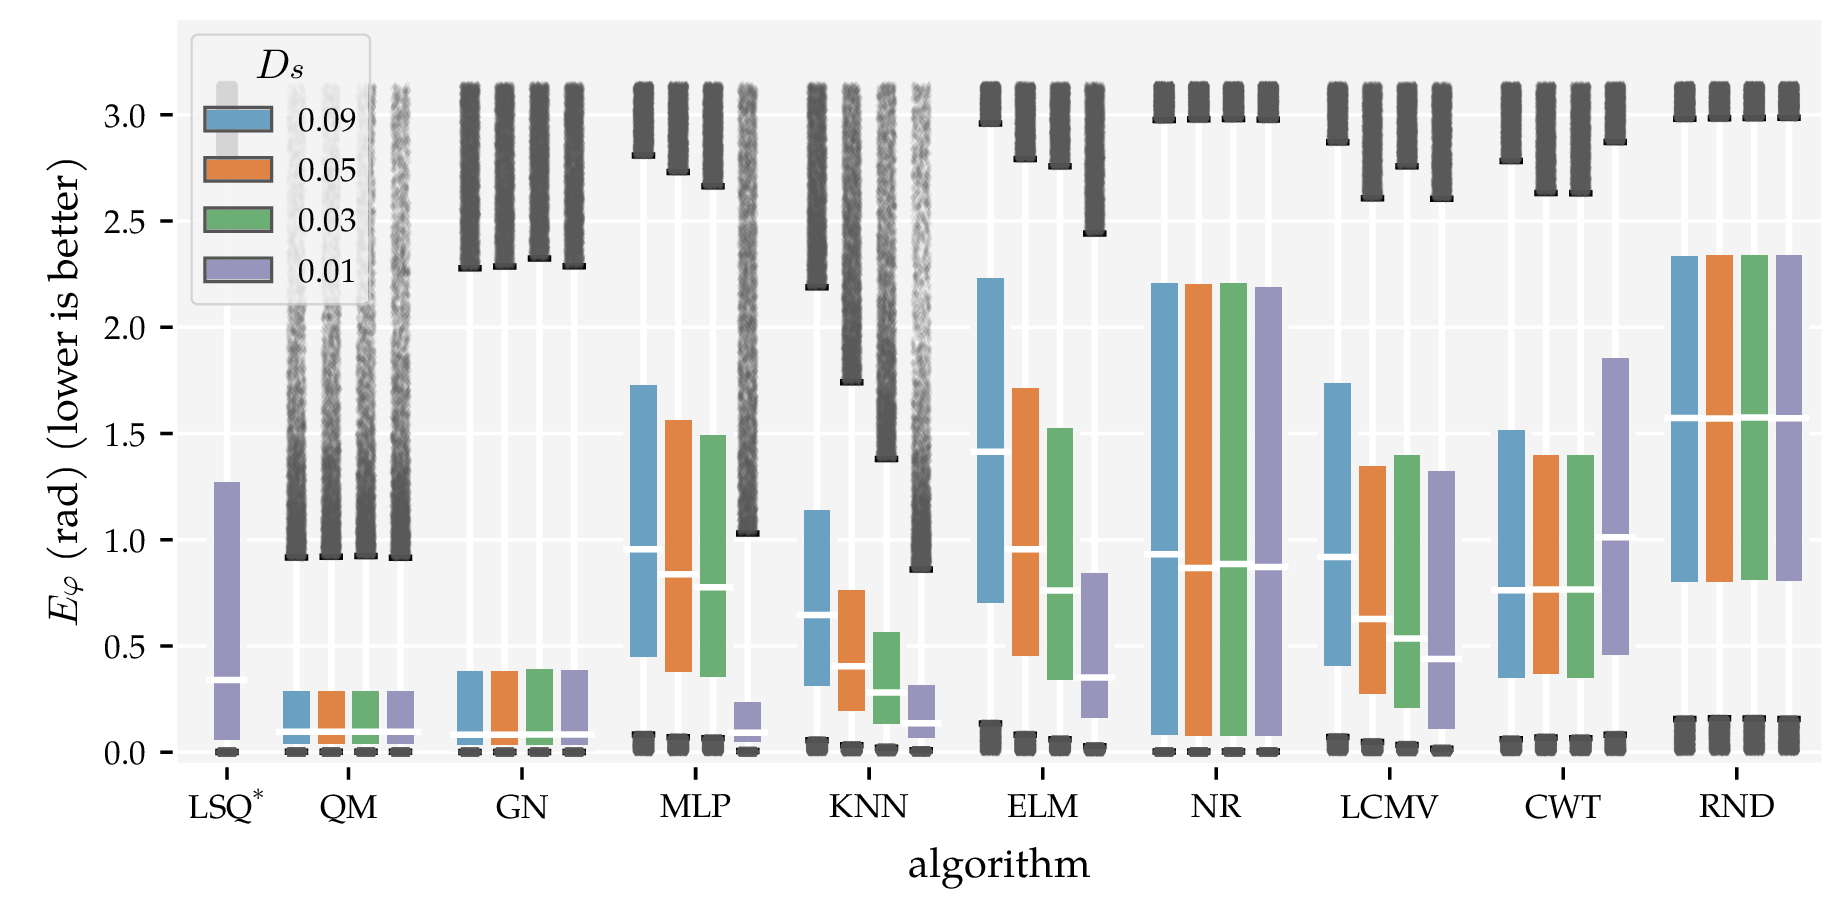 Ds
0.09
0.05
0.03
0.01
Eφ (rad) (lower is better)
3.0
2.5
2.0
1.5
1.0
0.5
0.0
LSQ* QM GN MLP KNN ELM NR LCMV CWT RND
algorithm